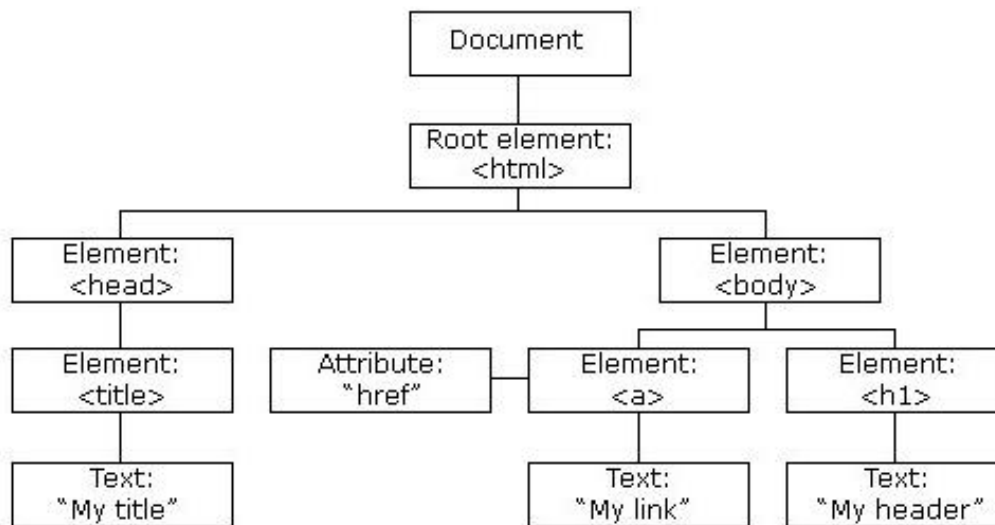 Document
Root element:
<html>
Element:
<head>
Element:
<body>
Element:
<title>
Attribute:
“href”
Element:
<a>
Element:
<h1>
Text:
“My title”
Text:
“My link”
Text:
“My header”